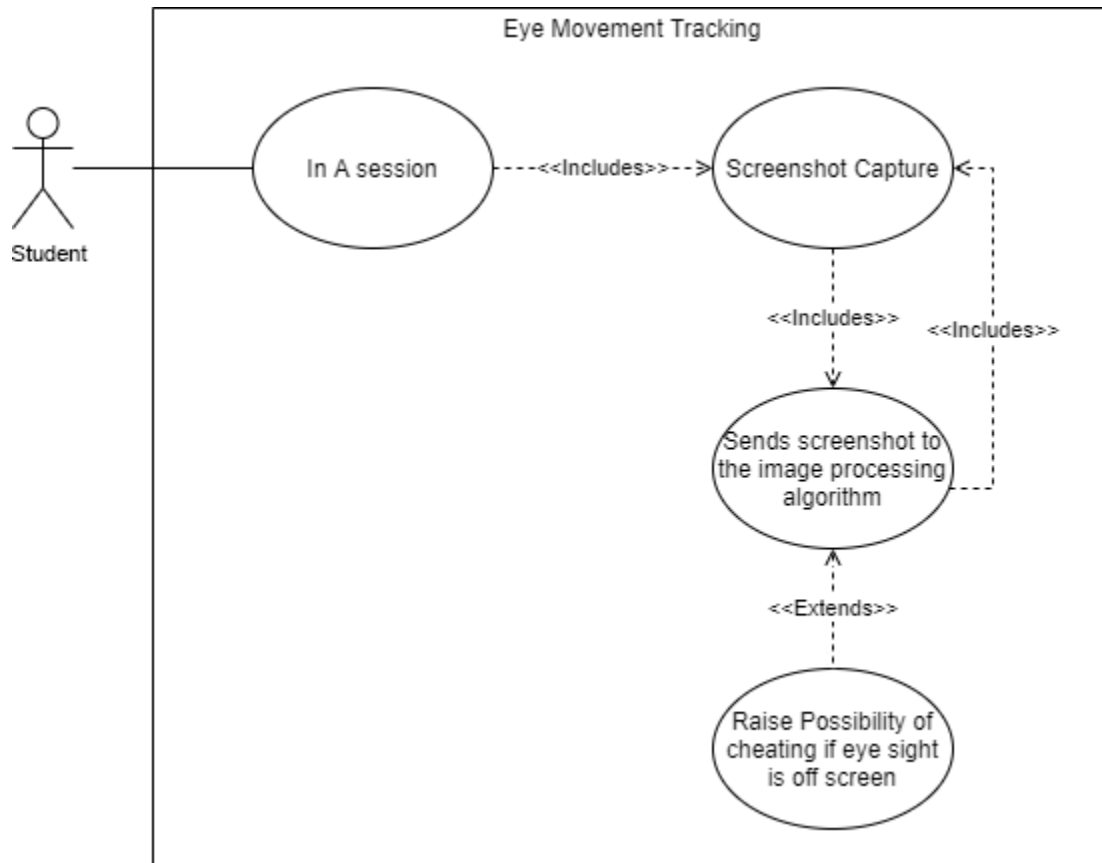 Eye Movement Tracking
In A session
<<Includes>>
Screenshot Capture
Student
<<Includes>>
<<Includes>>
Sends screenshot to
the image processing
algorithm
<<Extends>>
Raise Possibility of
cheating if eye sight
is off screen